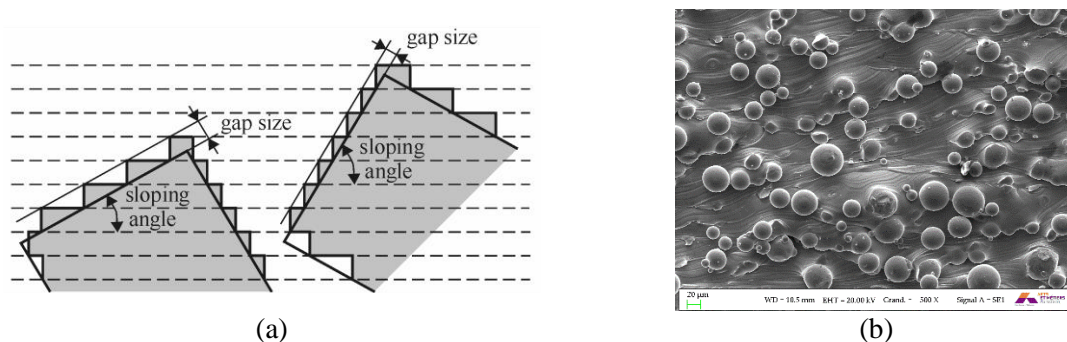 gap size
gap size
sloping
angle
sloping
angle
20 µm
WD = 10.5 mm EHT = 20.00 kV Crand. = 500 X Signal A = SE1
(a)
(b)